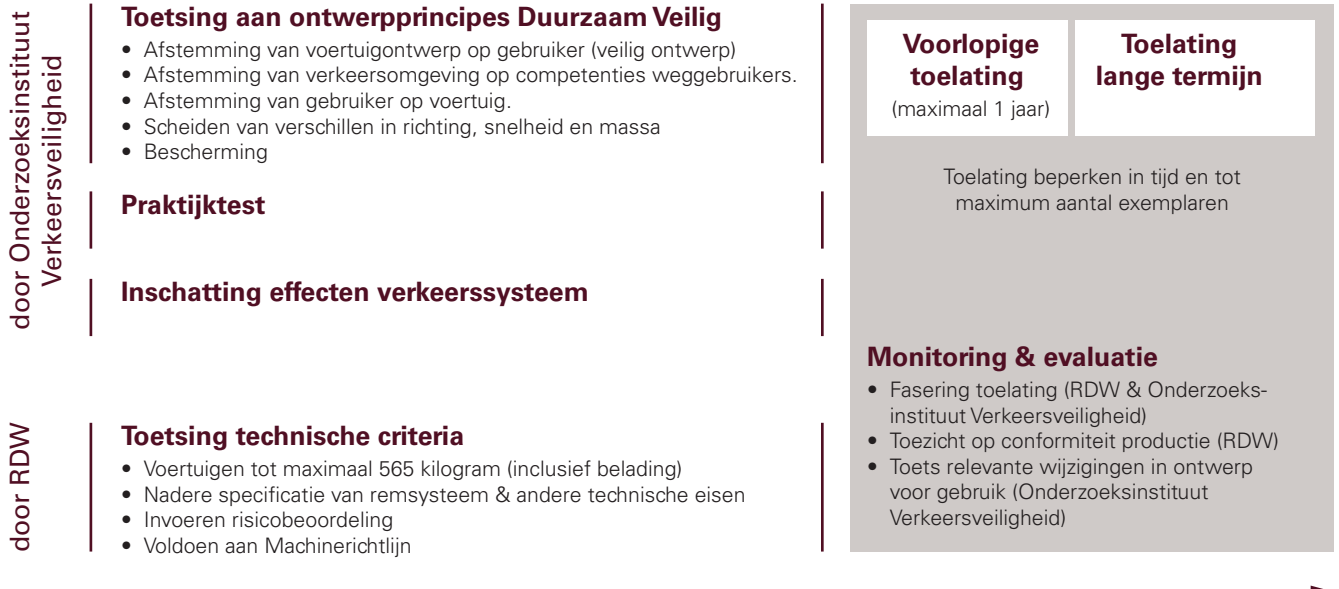 door Onderzoeksinstituut
Verkeersveiligheid
Toetsing aan ontwerpprincipes Duurzaam Veilig
• Afstemming van voertuigontwerp op gebruiker (veilig ontwerp)
• Afstemming van verkeersomgeving op competenties weggebruikers.
• Afstemming van gebruiker op voertuig.
• Scheiden van verschillen in richting, snelheid en massa
• Bescherming
Praktijktest
Inschatting effecten verkeerssysteem
door RDW
Toetsing technische criteria
• Voertuigen tot maximaal 565 kilogram (inclusief belading)
• Nadere specificatie van remsysteem & andere technische eisen
• Invoeren risicobeoordeling
• Voldoen aan Machinerichtlijn
Voorlopige
toelating
(maximaal 1 jaar)
Toelating
lange termijn
Toelating beperken in tijd en tot
maximum aantal exemplaren
Monitoring & evaluatie
• Fasering toelating (RDW & Onderzoeks-
instituut Verkeersveiligheid)
• Toezicht op conformiteit productie (RDW)
• Toets relevante wijzigingen in ontwerp
voor gebruik (Onderzoeksinstituut
Verkeersveiligheid)